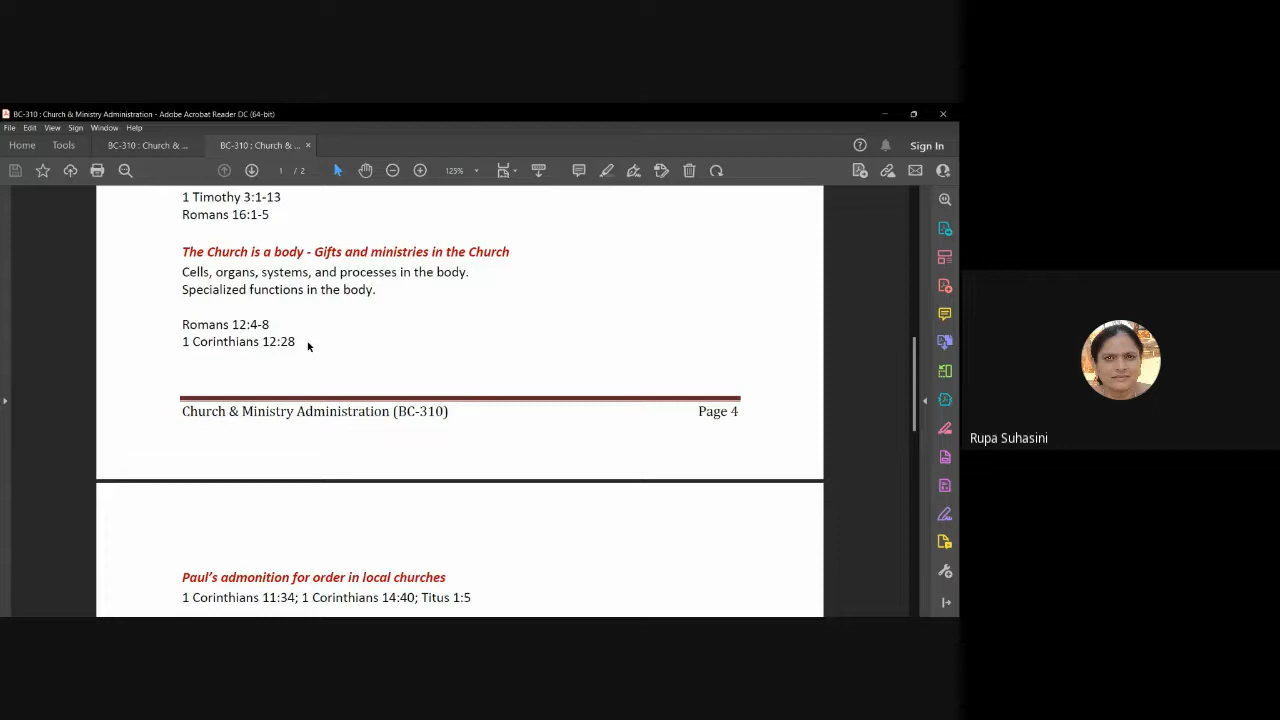 BC-310 : Church & Ministry Administration - Adobe Acrobat Reader DC (64-bit)
File Edit View Sign Window Help
Home Tools BC-310 : Church & ... BC-310 : Church & ... ×
Sign In
1 / 2 125%
1 Timothy 3:1-13
Romans 16:1-5
The Church is a body - Gifts and ministries in the Church
Cells, organs, systems, and processes in the body.
Specialized functions in the body.
Romans 12:4-8
1 Corinthians 12:28
Church & Ministry Administration (BC-310) Page 4
Rupa Suhasini
Paul's admonition for order in local churches
1 Corinthians 11:34; 1 Corinthians 14:40; Titus 1:5